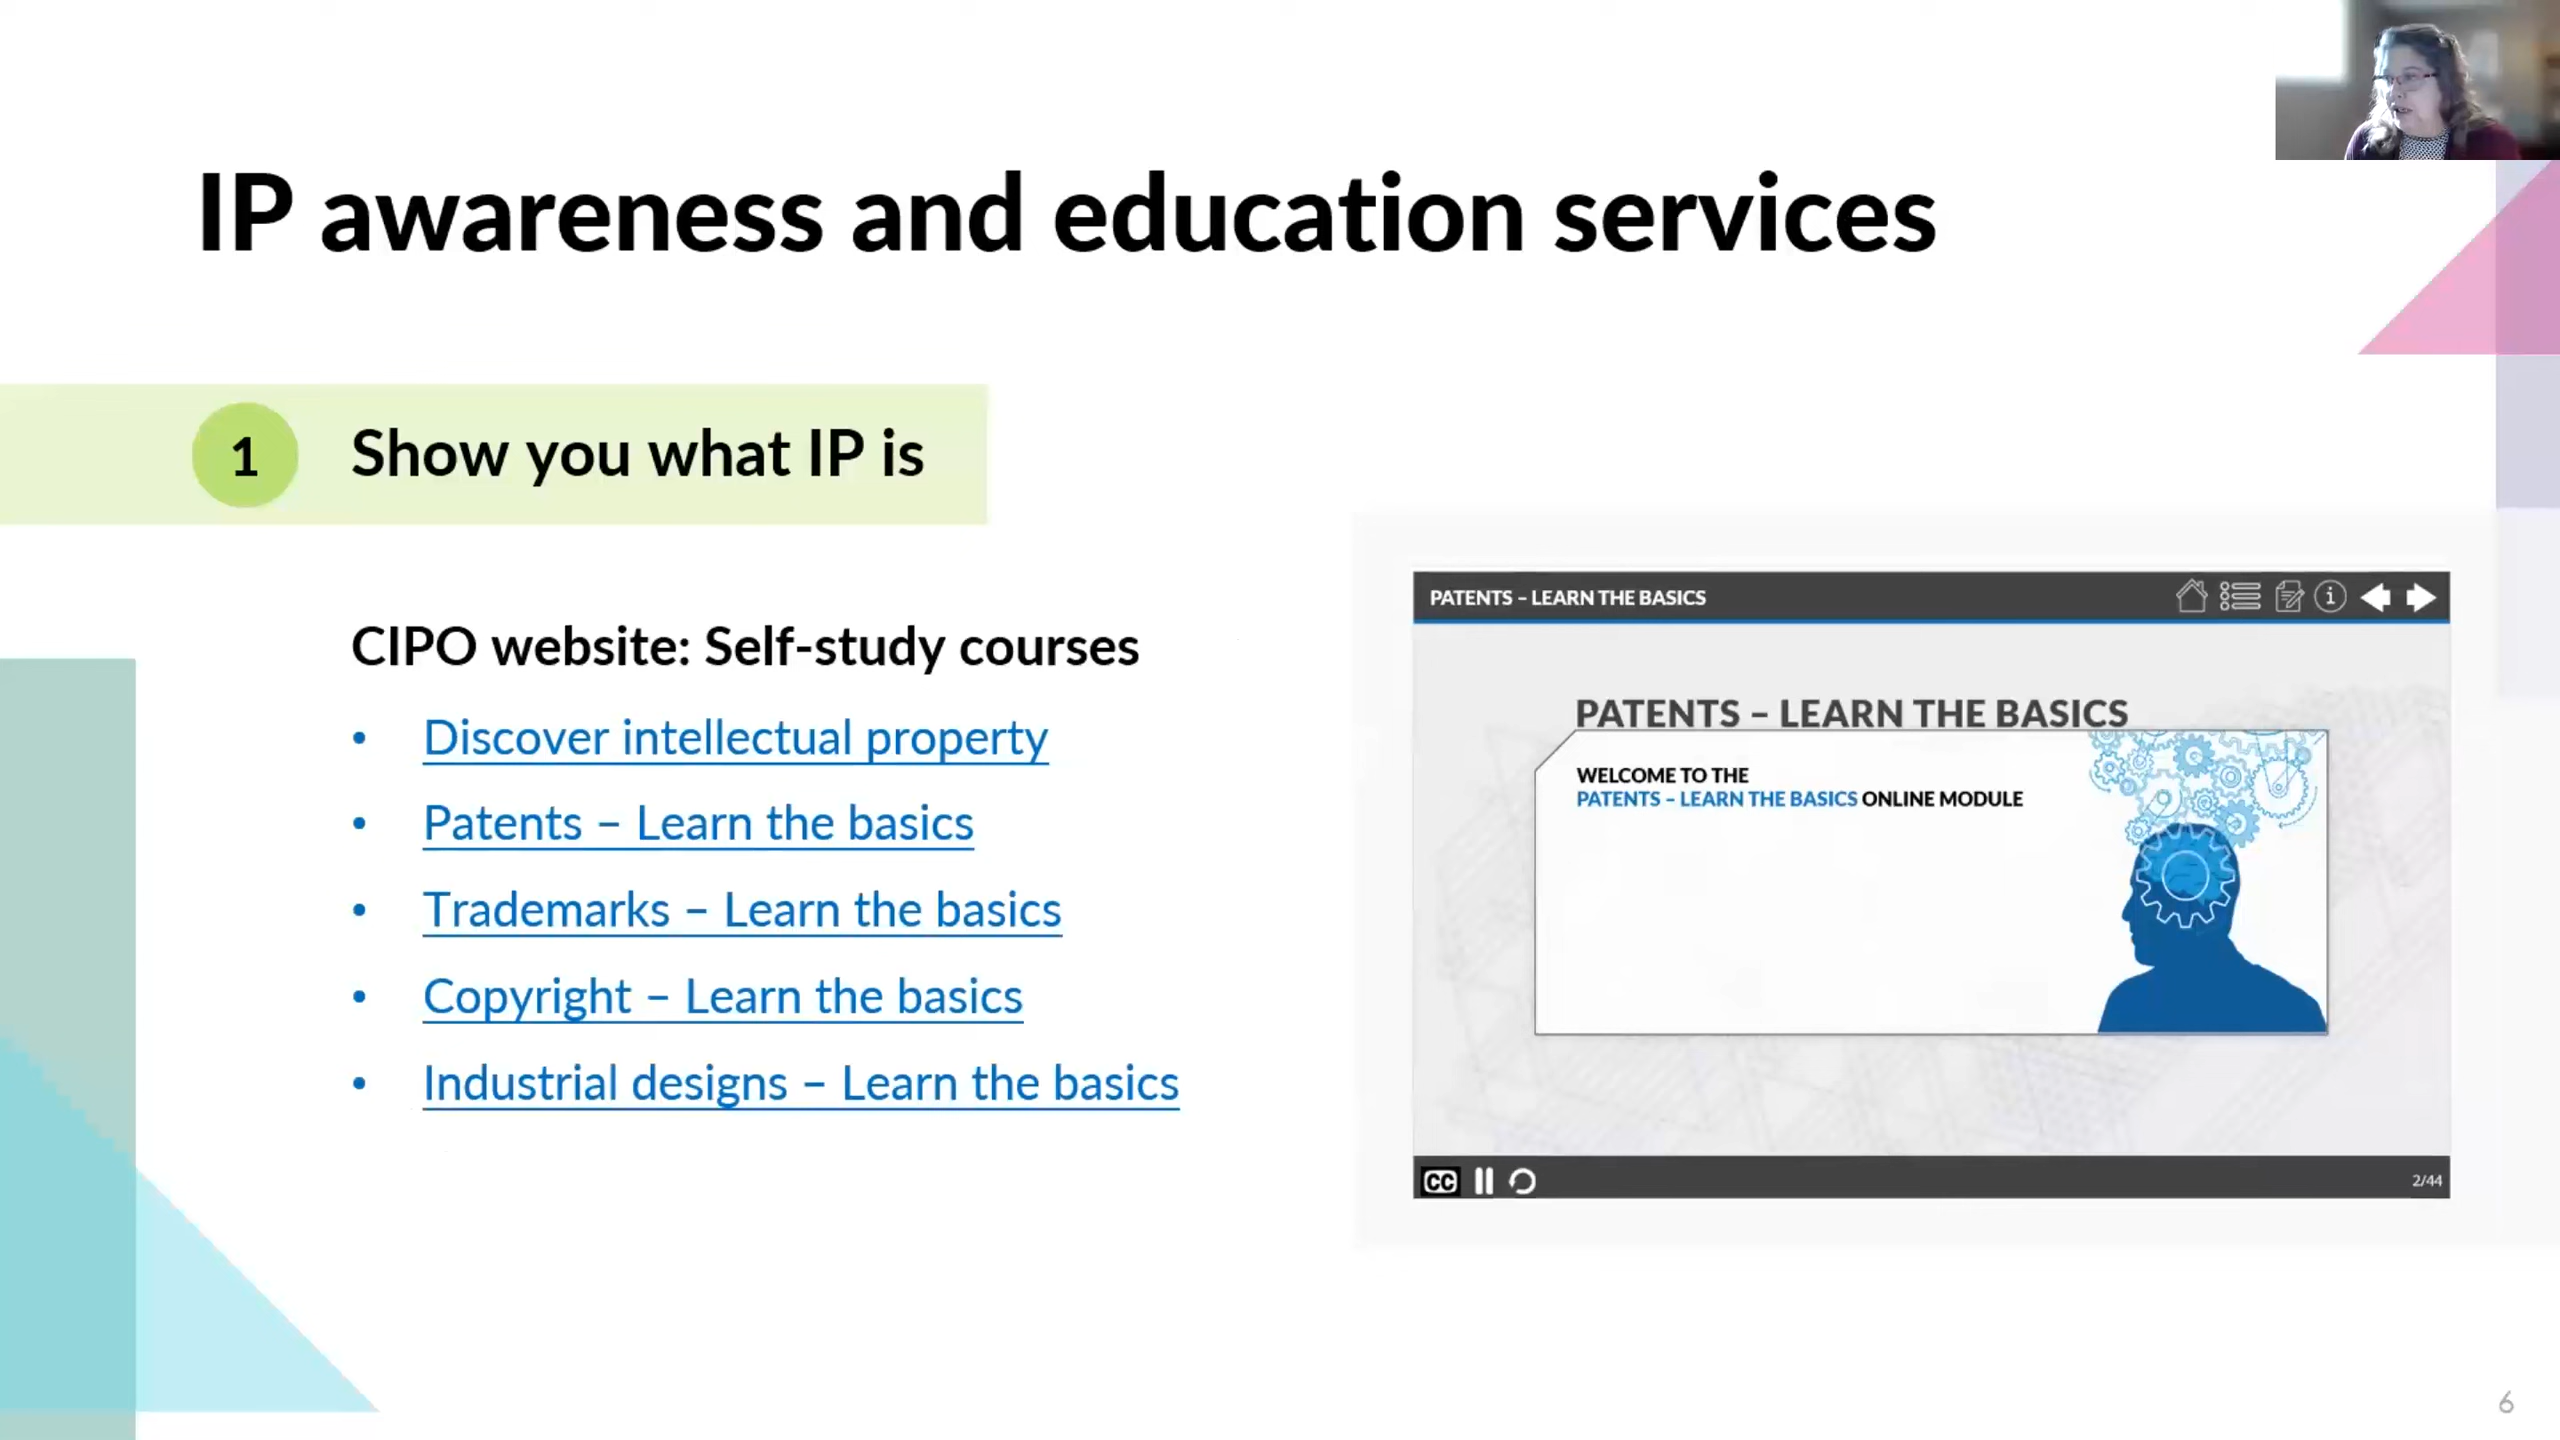 IP awareness and education services
1 Show you what IP is
CIPO website: Self-study courses
• Discover intellectual property
• Patents – Learn the basics
• Trademarks – Learn the basics
• Copyright – Learn the basics
• Industrial designs – Learn the basics
PATENTS – LEARN THE BASICS
PATENTS – LEARN THE BASICS
WELCOME TO THE
PATENTS – LEARN THE BASICS ONLINE MODULE
CC
2/44
6